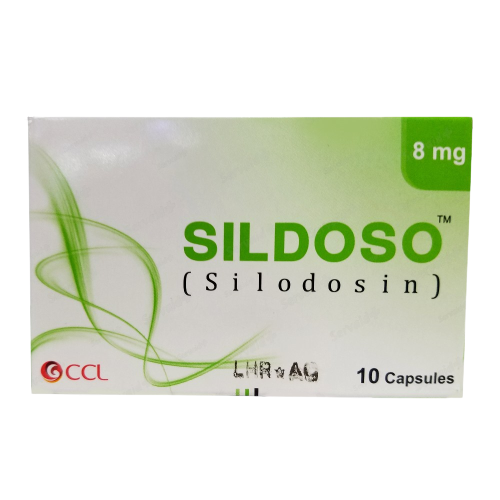 8 mg
SILDOSO™
(Silodosin)
CCL
LHR☆AG
10 Capsules